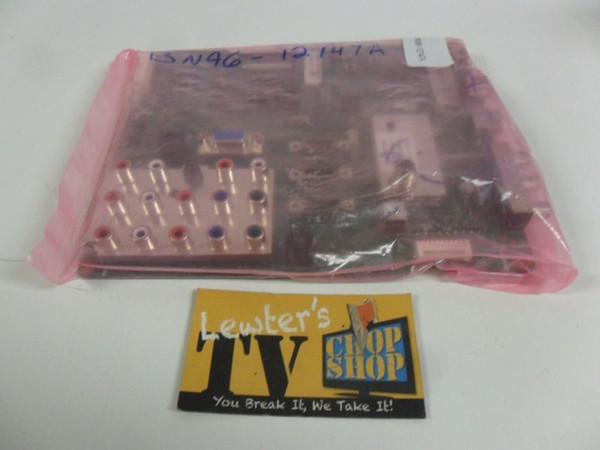 BN96-12147A
Lewter's
TV
CHOP
SHOP
You Break It, We Take It!